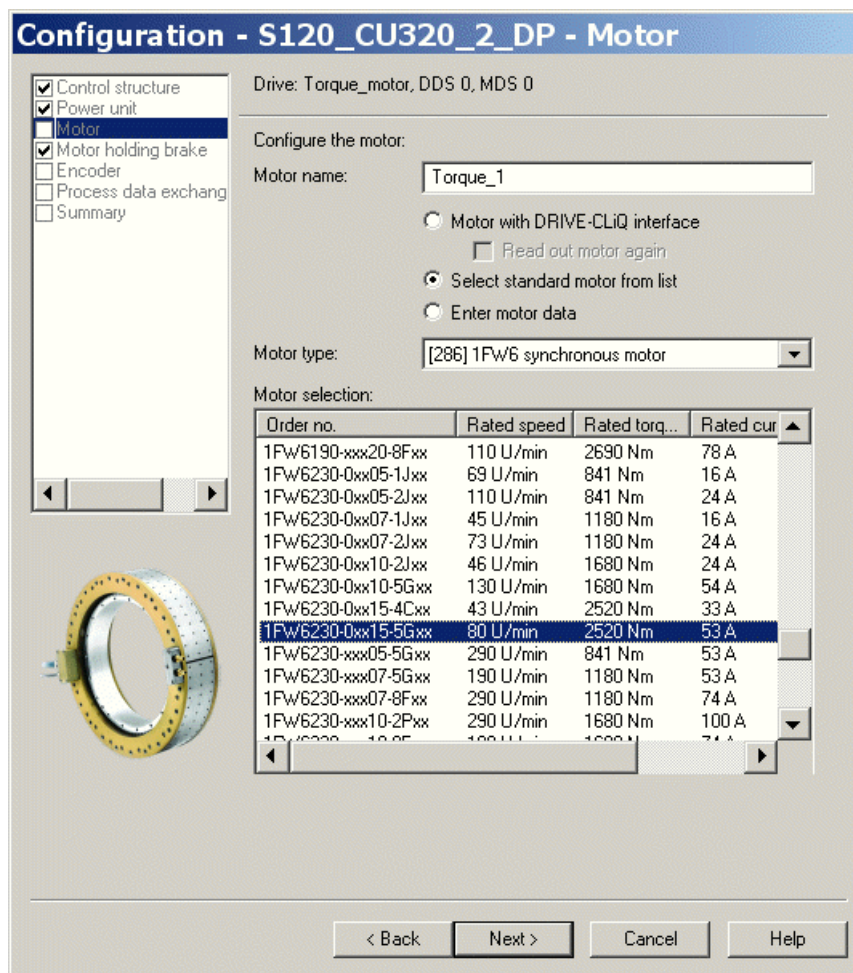 Configuration - S120_CU320_2_DP - Motor
Control structure
Power unit
Motor
Motor holding brake
Encoder
Process data exchang
Summary
Drive: Torque_motor, DDS 0, MDS 0
Configure the motor:
Motor name: Torque_1
Motor with DRIVE-CLiQ interface
Read out motor again
Select standard motor from list
Enter motor data
Motor type: [286] 1FW6 synchronous motor
Motor selection:
Order no. Rated speed Rated torq... Rated cur
1FW6190-xxx20-8Fxx 110 U/min 2690 Nm 78 A
1FW6230-0xx05-1Jxx 69 U/min 841 Nm 16 A
1FW6230-0xx05-2Jxx 110 U/min 841 Nm 24 A
1FW6230-0xx07-1Jxx 45 U/min 1180 Nm 16 A
1FW6230-0xx07-2Jxx 73 U/min 1180 Nm 24 A
1FW6230-0xx10-2Jxx 46 U/min 1680 Nm 24 A
1FW6230-0xx10-5Gxx 130 U/min 1680 Nm 54 A
1FW6230-0xx15-4Cxx 43 U/min 2520 Nm 33 A
1FW6230-0xx15-5Gxx 80 U/min 2520 Nm 53 A
1FW6230-xxx05-5Gxx 290 U/min 841 Nm 53 A
1FW6230-xxx07-5Gxx 190 U/min 1180 Nm 53 A
1FW6230-xxx07-8Fxx 290 U/min 1180 Nm 74 A
1FW6230-xxx10-2Pxx 290 U/min 1680 Nm 100 A
< Back Next > Cancel Help